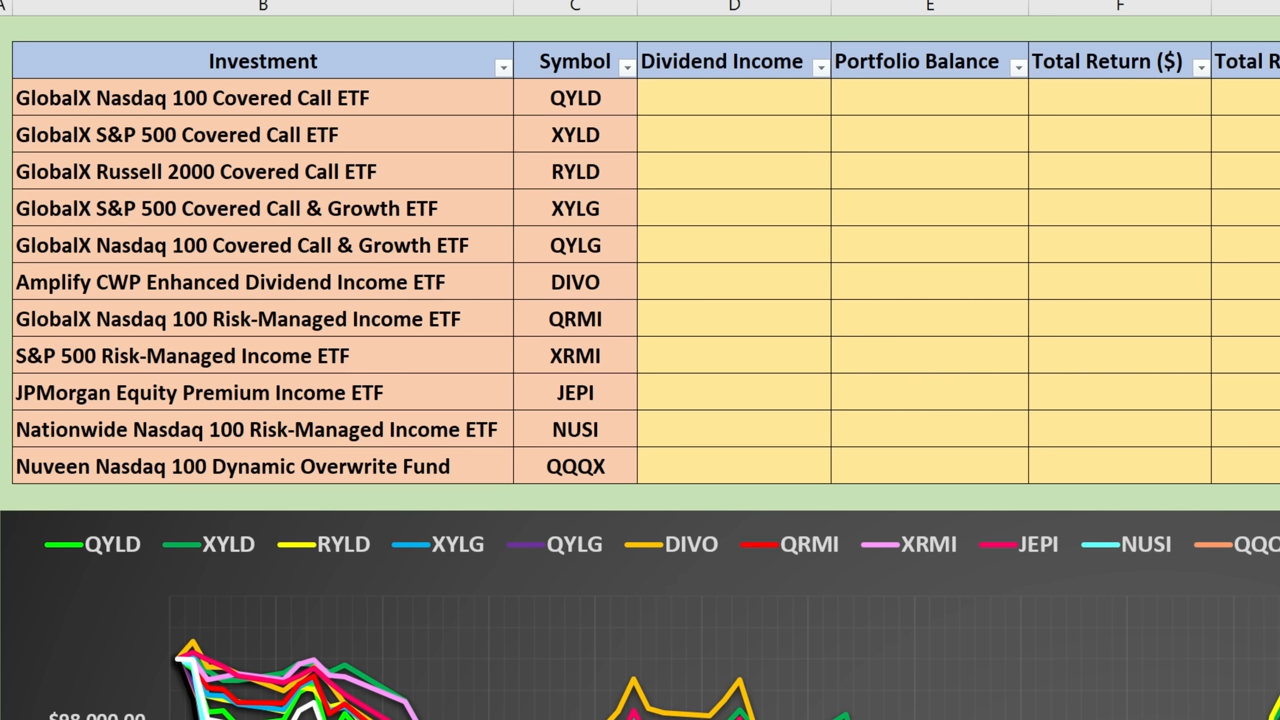 A B C D E F
Investment Symbol Dividend Income Portfolio Balance Total Return ($) Total R
GlobalX Nasdaq 100 Covered Call ETF QYLD
GlobalX S&P 500 Covered Call ETF XYLD
GlobalX Russell 2000 Covered Call ETF RYLD
GlobalX S&P 500 Covered Call & Growth ETF XYLG
GlobalX Nasdaq 100 Covered Call & Growth ETF QYLG
Amplify CWP Enhanced Dividend Income ETF DIVO
GlobalX Nasdaq 100 Risk-Managed Income ETF QRMI
S&P 500 Risk-Managed Income ETF XRMI
JPMorgan Equity Premium Income ETF JEPI
Nationwide Nasdaq 100 Risk-Managed Income ETF NUSI
Nuveen Nasdaq 100 Dynamic Overwrite Fund QQQX
QYLD XYLD RYLD XYLG QYLG DIVO QRMI XRMI JEPI NUSI
$98,000.00